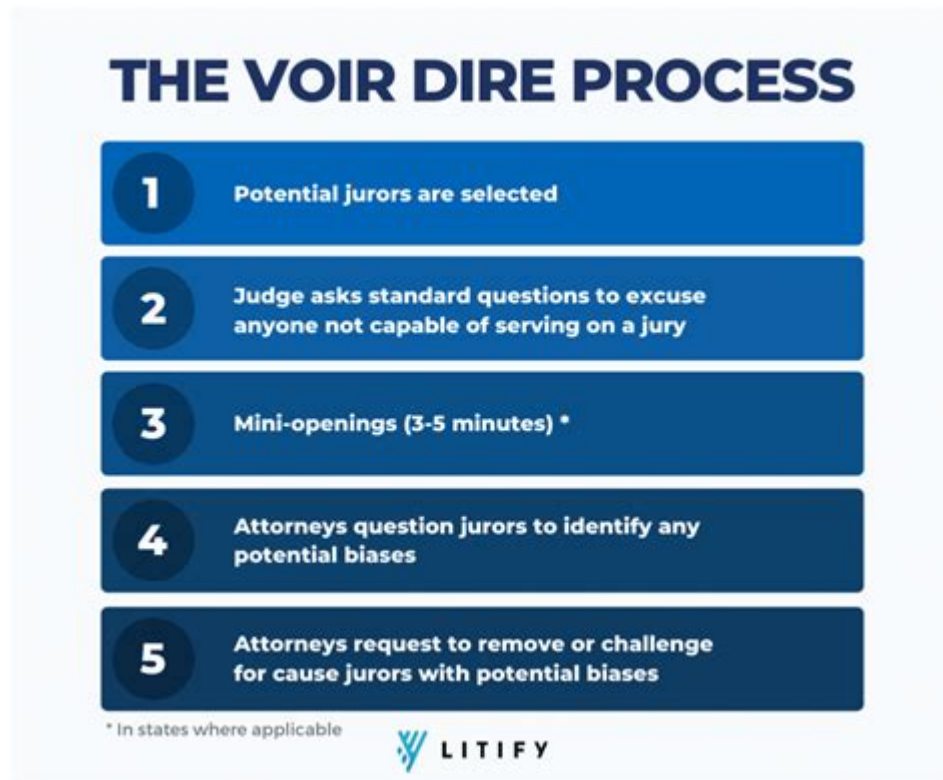 THE VOIR DIRE PROCESS
1
Potential jurors are selected
2
Judge asks standard questions to excuse
anyone not capable of serving on a jury
3
Mini-openings (3-5 minutes) *
4
Attorneys question jurors to identify any
potential biases
5
Attorneys request to remove or challenge
for cause jurors with potential biases
* In states where applicable
LITIFY